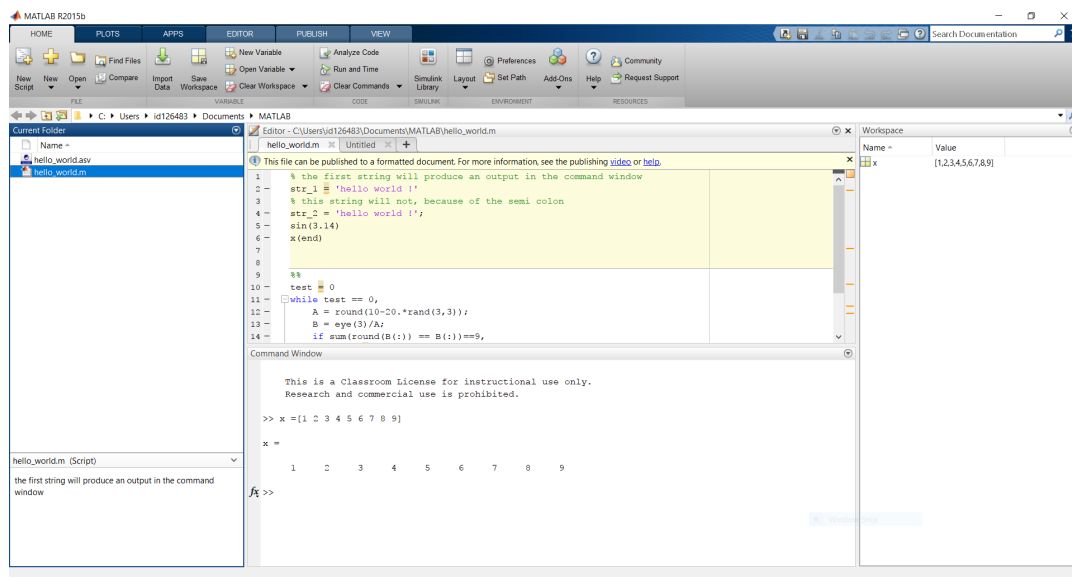 MATLAB R2015b
HOME PLOTS APPS EDITOR PUBLISH VIEW
Search Documentation
New Script
New
Open
Find Files
Compare
Import Data
Save Workspace
New Variable
Open Variable
Clear Workspace
Analyze Code
Run and Time
Clear Commands
Simulink Library
Layout
Preferences
Set Path
Add-Ons
Help
Community
Request Support
FILE VARIABLE CODE SIMULINK ENVIRONMENT RESOURCES
C: Users id126483 Documents MATLAB
Current Folder
Name
hello_world.asv
hello_world.m
hello_world.m (Script)
the first string will produce an output in the command
window
Editor - C:\Users\id126483\Documents\MATLAB\hello_world.m
hello_world.m Untitled +
This file can be published to a formatted document. For more information, see the publishing video or help.
1 % the first string will produce an output in the command window
2 - str_1 = 'hello world !'
3 % this string will not, because of the semi colon
4 - str_2 = 'hello world !';
5 - sin(3.14)
6 - x(end)
7
8
9 %%
10 - test = 0
11 - while test == 0,
12 - A = round(10-20.*rand(3,3));
13 - B = eye(3)/A;
14 - if sum(round(B(:)) == B(:))==9,
Command Window
This is a Classroom License for instructional use only.
Research and commercial use is prohibited.
>> x =[1 2 3 4 5 6 7 8 9]
x =
1 2 3 4 5 6 7 8 9
fx >>
Workspace
Name Value
x [1,2,3,4,5,6,7,8,9]